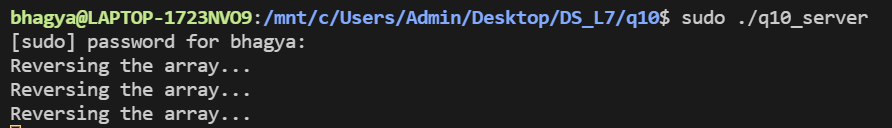 bhagya@LAPTOP-1723NVO9:/mnt/c/Users/Admin/Desktop/DS_L7/q10$ sudo ./q10_server
[sudo] password for bhagya:
Reversing the array...
Reversing the array...
Reversing the array...